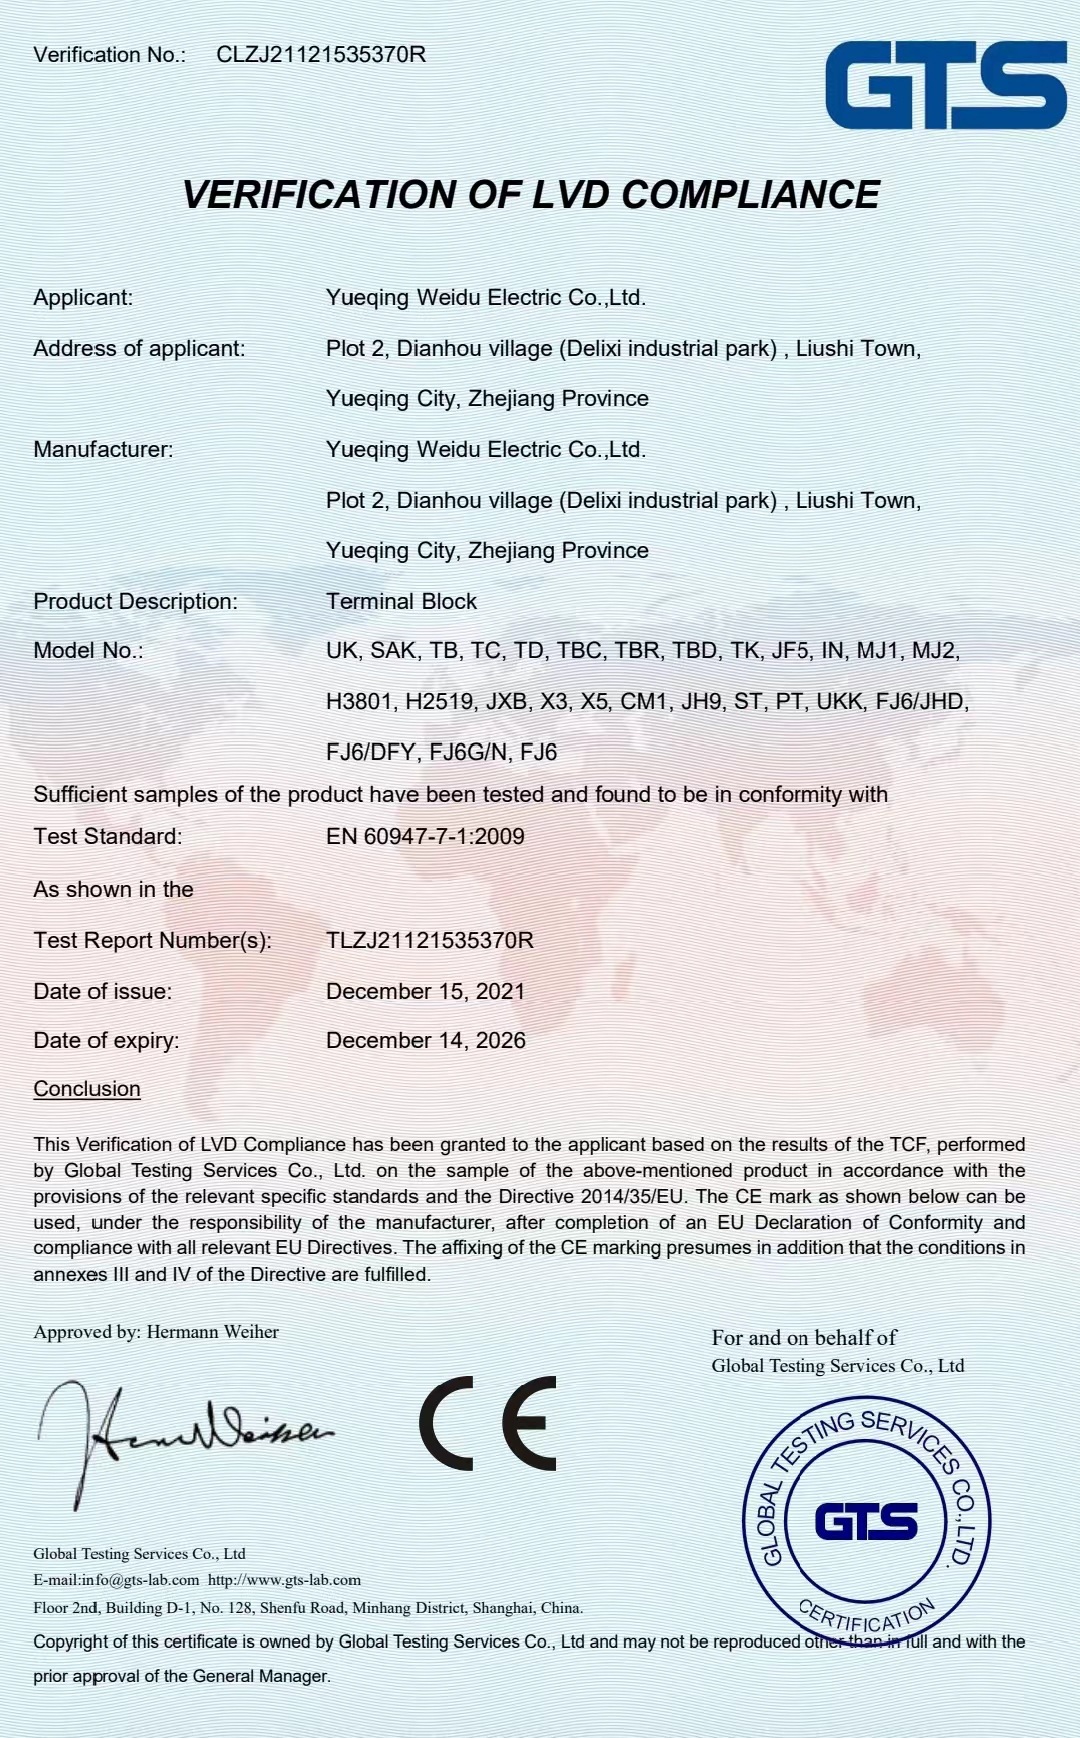 Verification No.: CLZJ21121535370R
GTS
VERIFICATION OF LVD COMPLIANCE
Applicant: Yueqing Weidu Electric Co.,Ltd.
Address of applicant: Plot 2, Dianhou village (Delixi industrial park) , Liushi Town,
Yueqing City, Zhejiang Province
Manufacturer: Yueqing Weidu Electric Co.,Ltd.
Plot 2, Dianhou village (Delixi industrial park) , Liushi Town,
Yueqing City, Zhejiang Province
Product Description: Terminal Block
Model No.: UK, SAK, TB, TC, TD, TBC, TBR, TBD, TK, JF5, IN, MJ1, MJ2,
H3801, H2519, JXB, X3, X5, CM1, JH9, ST, PT, UKK, FJ6/JHD,
FJ6/DFY, FJ6G/N, FJ6
Sufficient samples of the product have been tested and found to be in conformity with
Test Standard: EN 60947-7-1:2009
As shown in the
Test Report Number(s): TLZJ21121535370R
Date of issue: December 15, 2021
Date of expiry: December 14, 2026
Conclusion
This Verification of LVD Compliance has been granted to the applicant based on the results of the TCF, performed
by Global Testing Services Co., Ltd. on the sample of the above-mentioned product in accordance with the
provisions of the relevant specific standards and the Directive 2014/35/EU. The CE mark as shown below can be
used, under the responsibility of the manufacturer, after completion of an EU Declaration of Conformity and
compliance with all relevant EU Directives. The affixing of the CE marking presumes in addition that the conditions in
annexes III and IV of the Directive are fulfilled.
Approved by: Hermann Weiher
For and on behalf of
Global Testing Services Co., Ltd
CE
GLOBAL TESTING SERVICES CO.,LTD.
GTS
CERTIFICATION
Global Testing Services Co., Ltd
E-mail:info@gts-lab.com http://www.gts-lab.com
Floor 2nd, Building D-1, No. 128, Shenfu Road, Minhang District, Shanghai, China.
Copyright of this certificate is owned by Global Testing Services Co., Ltd and may not be reproduced other than in full and with the
prior approval of the General Manager.